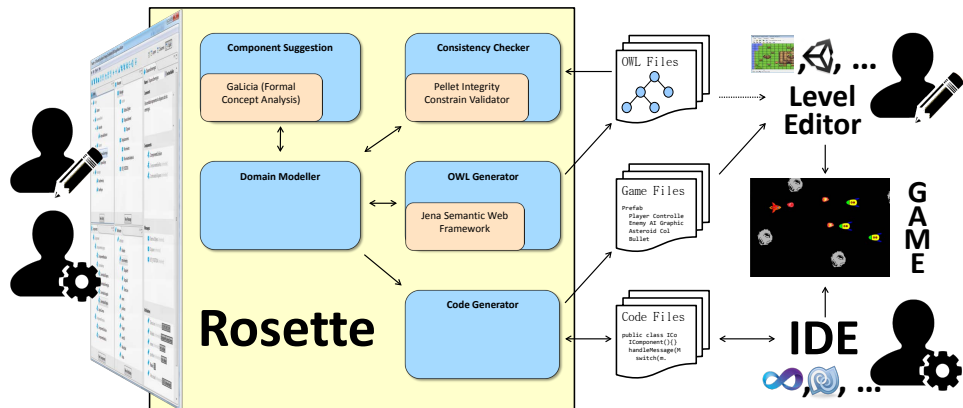 Component Suggestion
GaLicia (Formal
Concept Analysis)
Consistency Checker
Pellet Integrity
Constrain Validator
OWL Files
, , ...
Level
Editor
Domain Modeller
OWL Generator
Jena Semantic Web
Framework
Game Files
Prefab
Player Controlle
Enemy AI Graphic
Asteroid Col
Bullet
G
A
M
E
Rosette
Code Generator
Code Files
public class ICo
IComponent(){}
handleMessage(M
switch(m.
IDE
, , ...